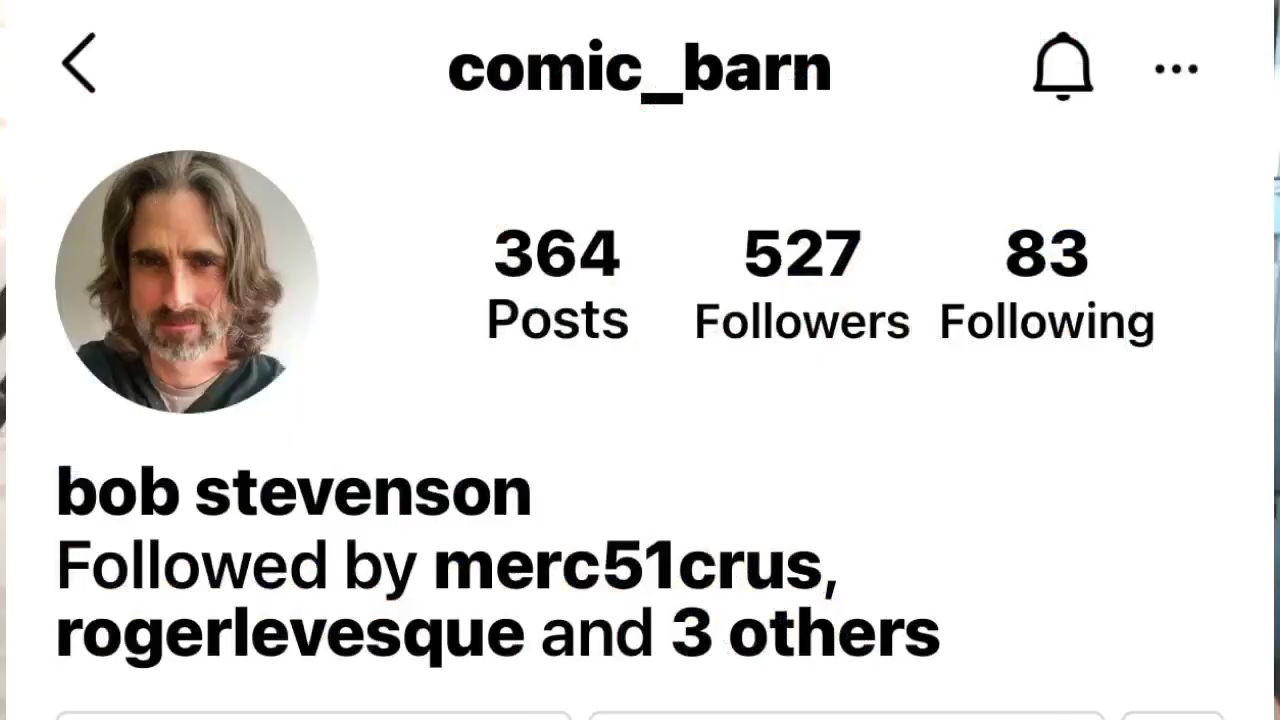 comic_barn
364 527 83
Posts Followers Following
bob stevenson
Followed by merc51crus,
rogerlevesque and 3 others